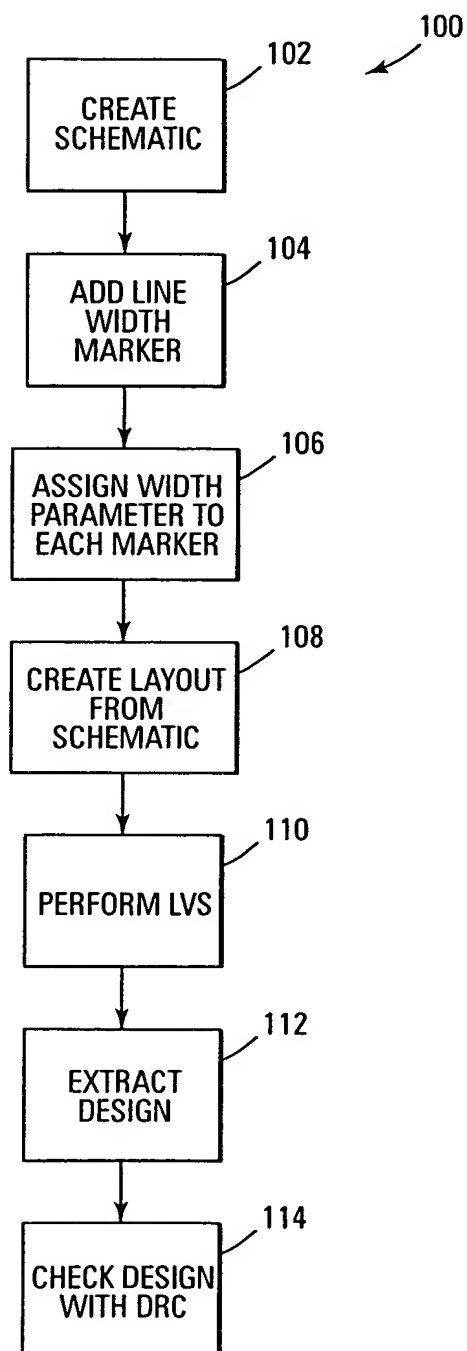 100
102
CREATE
SCHEMATIC
104
ADD LINE
WIDTH
MARKER
106
ASSIGN WIDTH
PARAMETER TO
EACH MARKER
108
CREATE LAYOUT
FROM
SCHEMATIC
110
PERFORM LVS
112
EXTRACT
DESIGN
114
CHECK DESIGN
WITH DRC